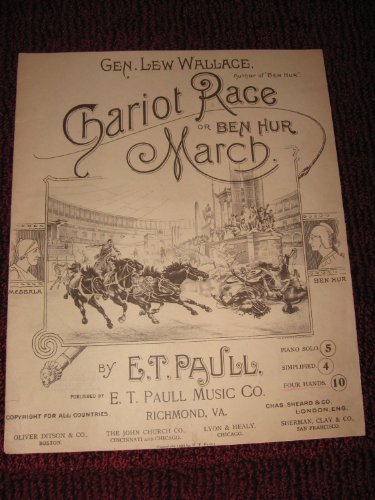 GEN. LEW WALLACE.
Author of "BEN HUR"
Chariot Race
OR BEN HUR
March.
MESSALA
BEN HUR
BY E.T. PAULL.
PIANO SOLO. 5
SIMPLIFIED. 4
FOUR HANDS. 10
PUBLISHED BY
E. T. PAULL MUSIC CO.
RICHMOND, VA.
COPYRIGHT FOR ALL COUNTRIES.
CHAS. SHEARD & CO.
LONDON, ENG.
OLIVER DITSON & CO.,
BOSTON.
THE JOHN CHURCH CO.
CINCINNATI AND CHICAGO.
LYON & HEALY.
CHICAGO.
SHERMAN, CLAY & CO.
SAN FRANCISCO.